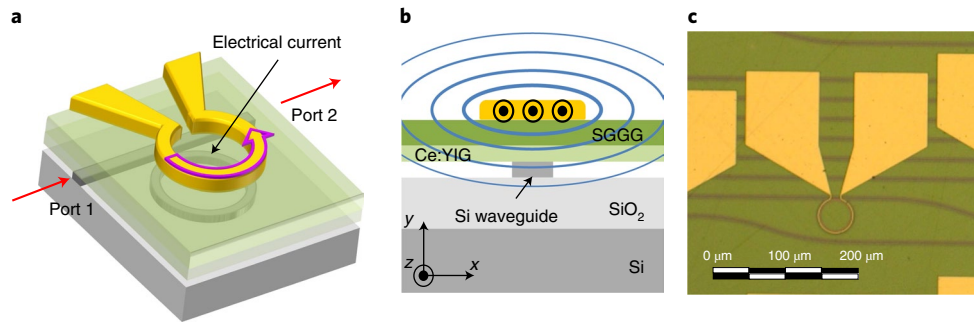 a
Electrical current
Port 2
Port 1
b
SGGG
Ce:YIG
Si waveguide
SiO₂
Si
y
z
x
c
0 μm 100 μm 200 μm